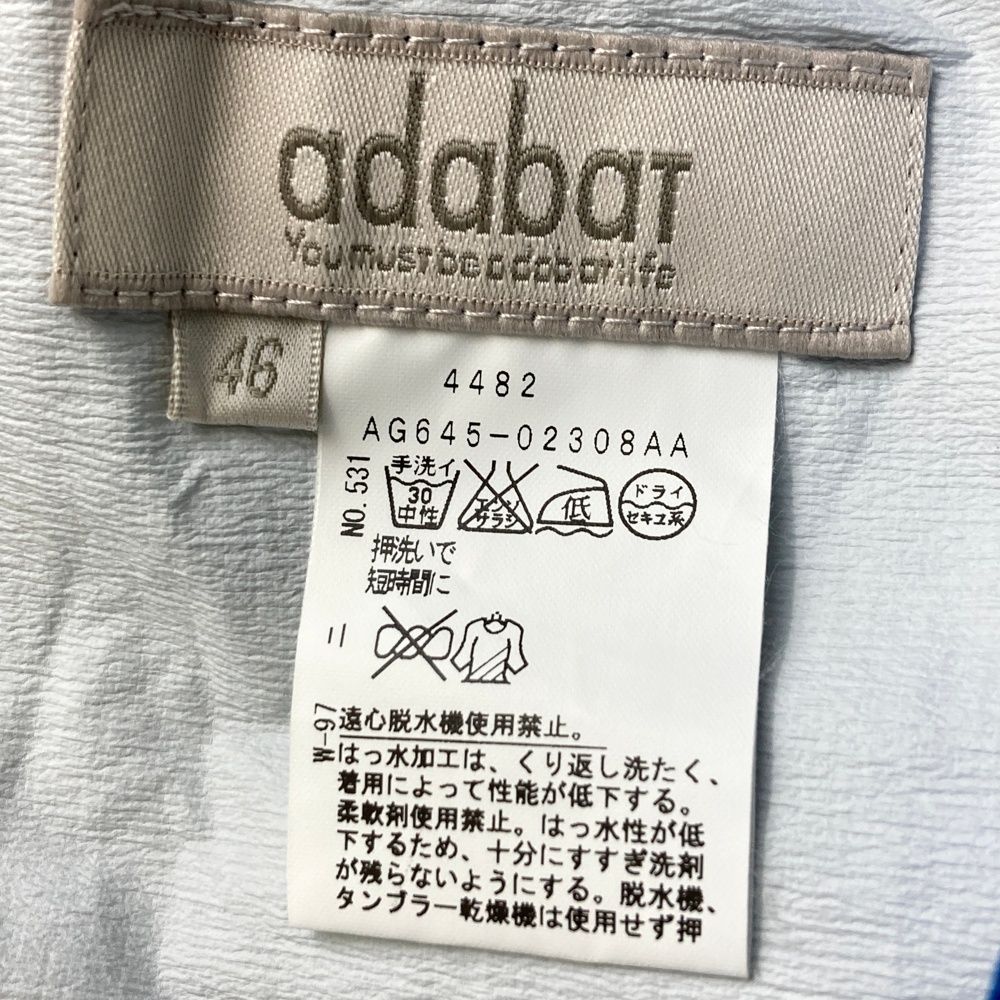 adabaT
You must be adabat life
46
4482
AG645-02308AA
NO.531
手洗イ
30
中性
エンソ
サラシ
低
ドライ
セキユ系
押洗いで
短時間に
W-97
遠心脱水機使用禁止。
はっ水加工は、くり返し洗たく、
着用によって性能が低下する。
柔軟剤使用禁止。はっ水性が低
下するため、十分にすすぎ洗剤
が残らないようにする。脱水機、
タンブラー乾燥機は使用せず押